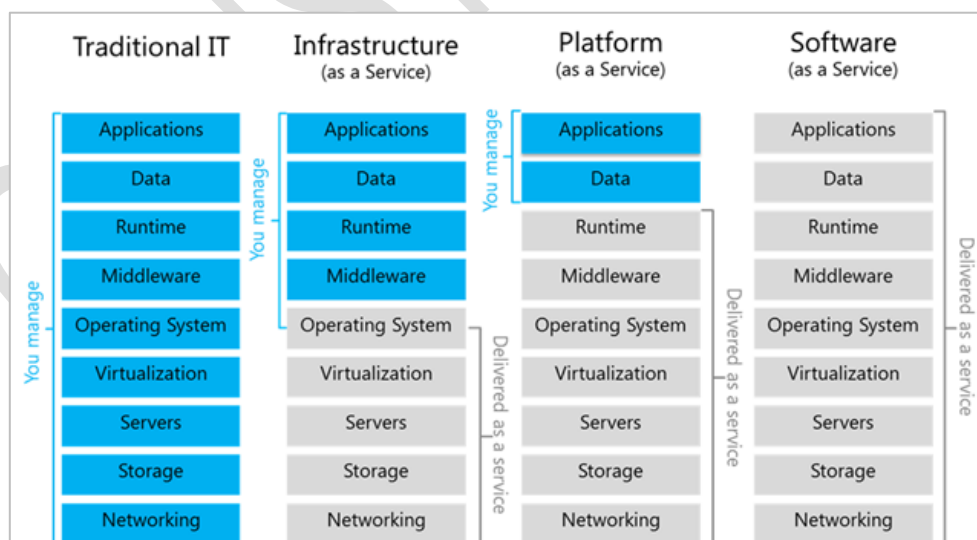 Traditional IT
Infrastructure
(as a Service)
Platform
(as a Service)
Software
(as a Service)
You manage
Applications
Data
Runtime
Middleware
Operating System
Virtualization
Servers
Storage
Networking
You manage
Applications
Data
Runtime
Middleware
Operating System
Virtualization
Servers
Storage
Networking
Delivered as a service
You manage
Applications
Data
Runtime
Middleware
Operating System
Virtualization
Servers
Storage
Networking
Delivered as a service
Applications
Data
Runtime
Middleware
Operating System
Virtualization
Servers
Storage
Networking
Delivered as a service